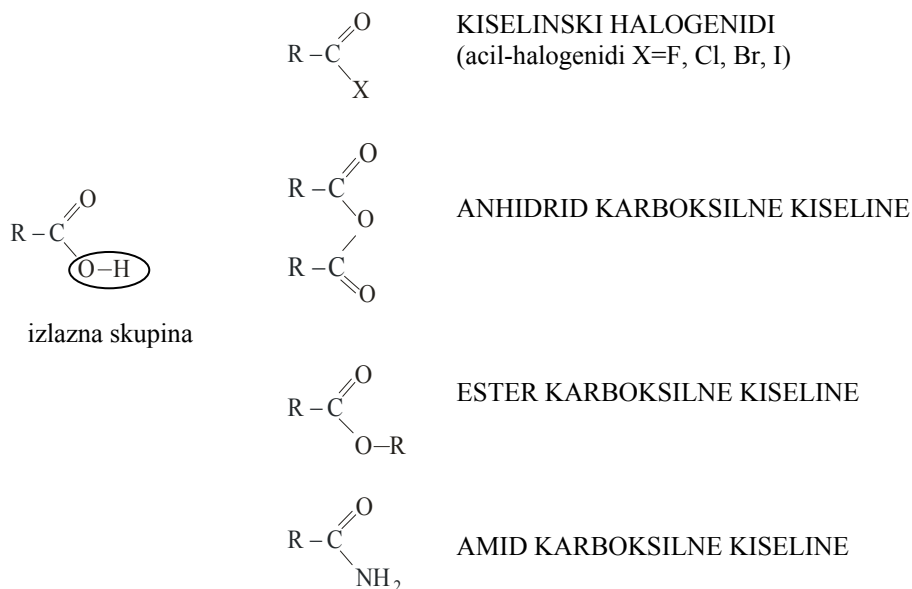 O
R – C
X
KISELINSKI HALOGENIDI
(acil-halogenidi X=F, Cl, Br, I)
O
R – C
O
R – C
O
ANHIDRID KARBOKSILNE KISELINE
O
R – C
O–H
izlazna skupina
O
R – C
O–R
ESTER KARBOKSILNE KISELINE
O
R – C
NH₂
AMID KARBOKSILNE KISELINE